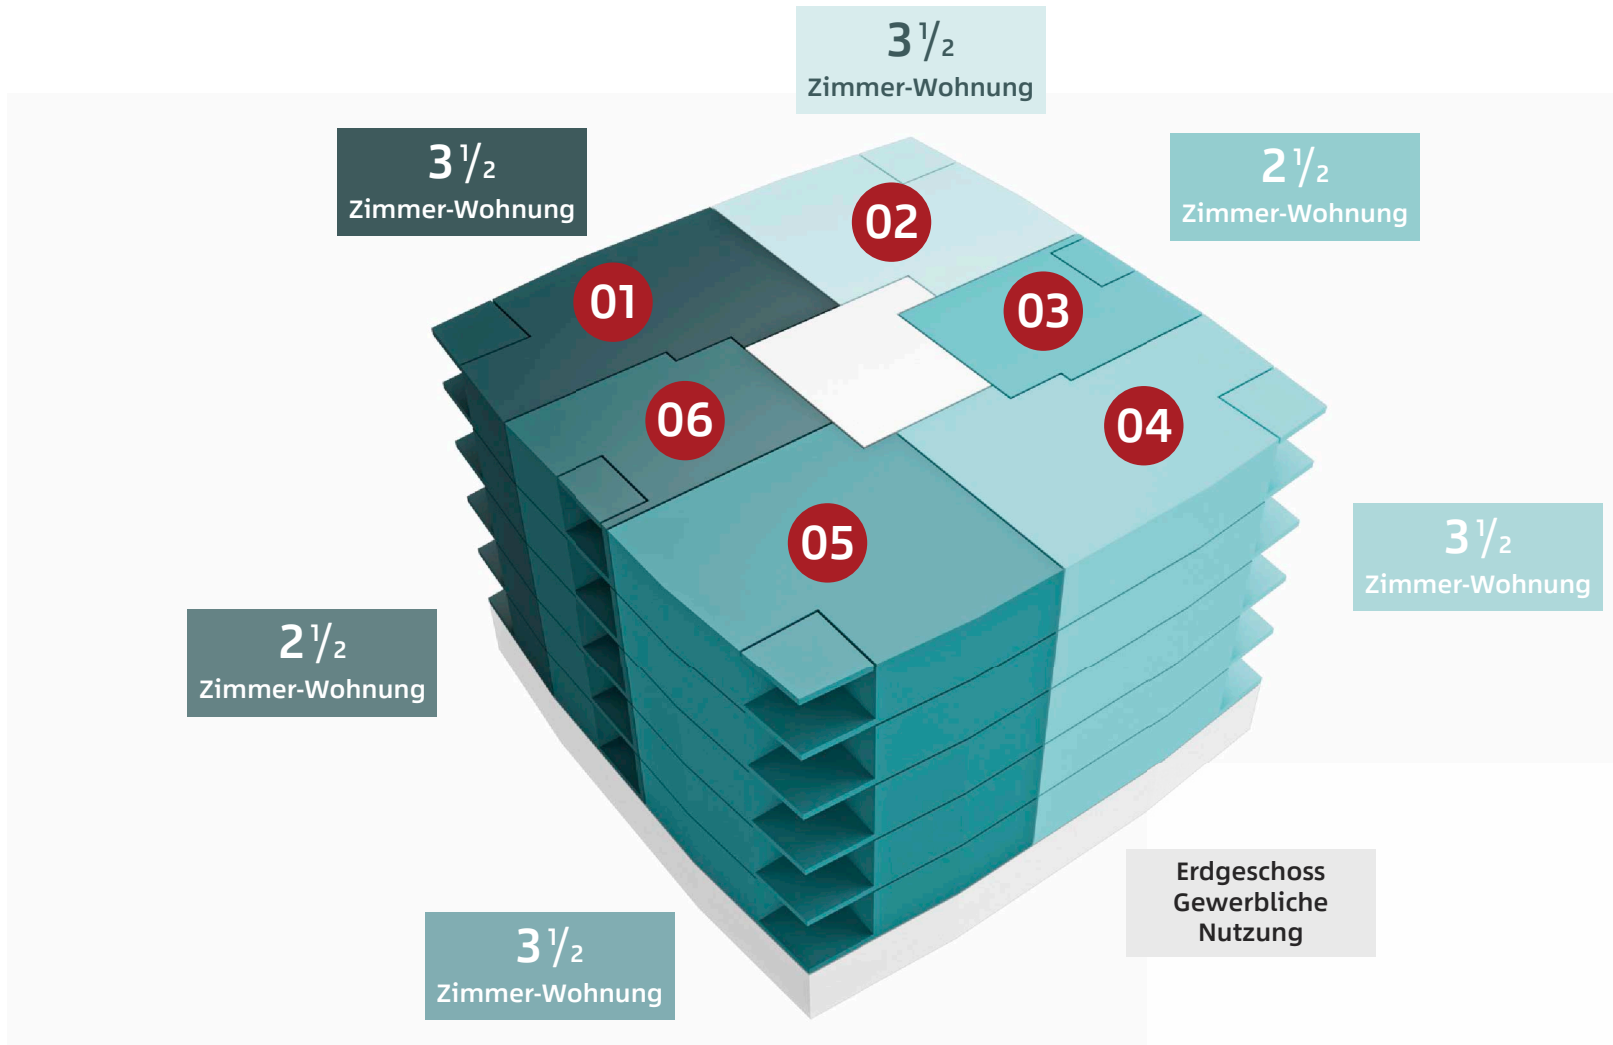 3 1/2
Zimmer-Wohnung
3 1/2
Zimmer-Wohnung
2 1/2
Zimmer-Wohnung
02
01
03
06
04
05
3 1/2
Zimmer-Wohnung
2 1/2
Zimmer-Wohnung
Erdgeschoss
Gewerbliche
Nutzung
3 1/2
Zimmer-Wohnung